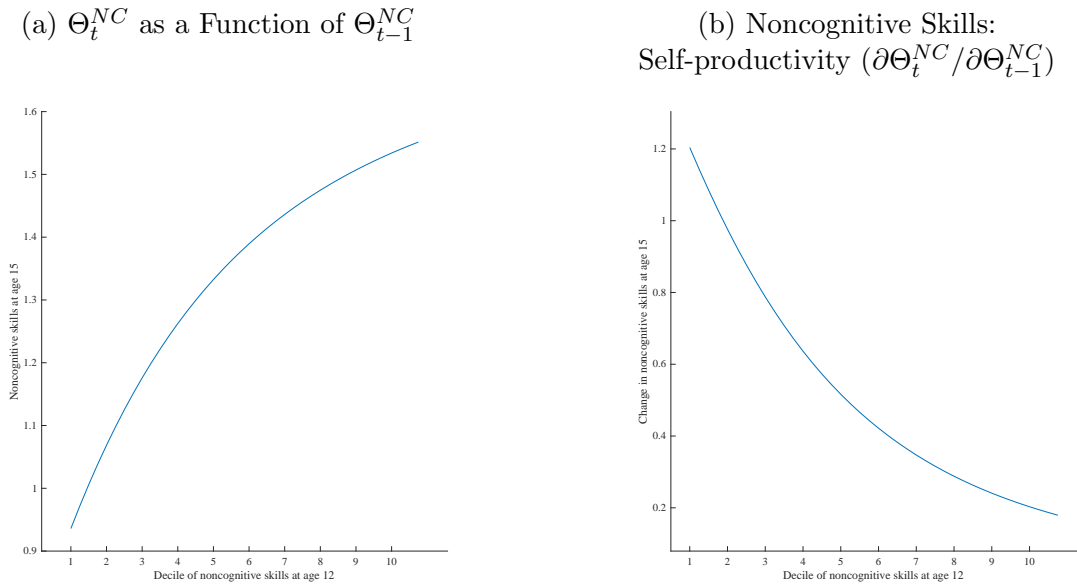 (a) Θ_t^{NC} as a Function of Θ_{t−1}^{NC}
1.6
1.5
1.4
1.3
1.2
1.1
1
0.9
Noncognitive skills at age 15
1 2 3 4 5 6 7 8 9 10
Decile of noncognitive skills at age 12
(b) Noncognitive Skills:
Self-productivity (∂Θ_t^{NC}/∂Θ_{t−1}^{NC})
1.2
1
0.8
0.6
0.4
0.2
Change in noncognitive skills at age 15
1 2 3 4 5 6 7 8 9 10
Decile of noncognitive skills at age 12